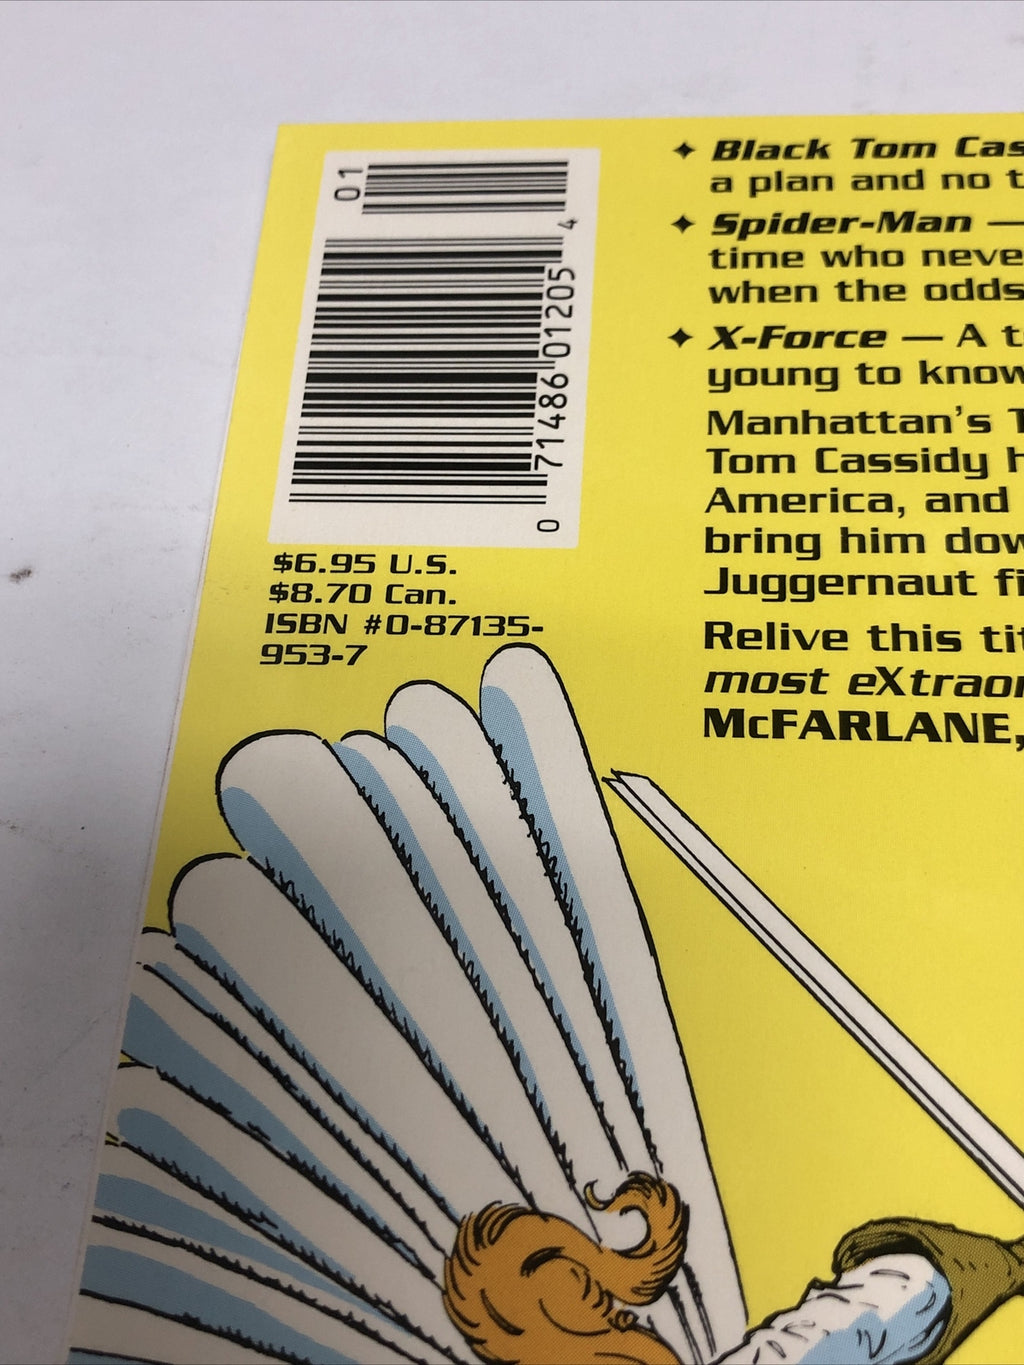 01
4
71486 01205
0
$6.95 U.S.
$8.70 Can.
ISBN #0-87135-
953-7
✦ Black Tom Cas
a plan and no t
✦ Spider-Man —
time who neve
when the odds
✦ X-Force — A t
young to know
Manhattan's T
Tom Cassidy h
America, and
bring him dow
Juggernaut fi
Relive this tit
most eXtraor
McFARLANE,